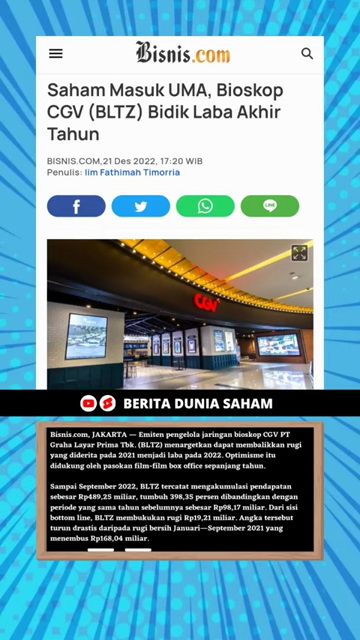 Bisnis.com
Saham Masuk UMA, Bioskop
CGV (BLTZ) Bidik Laba Akhir
Tahun
BISNIS.COM,21 Des 2022, 17:20 WIB
Penulis: Iim Fathimah Timorria
LINE
CGV
BERITA DUNIA SAHAM
Bisnis.com, JAKARTA — Emiten pengelola jaringan bioskop CGV PT
Graha Layar Prima Tbk. (BLTZ) menargetkan dapat membalikkan rugi
yang diderita pada 2021 menjadi laba pada 2022. Optimisme itu
didukung oleh pasokan film-film box office sepanjang tahun.
Sampai September 2022, BLTZ tercatat mengakumulasi pendapatan
sebesar Rp489,25 miliar, tumbuh 398,35 persen dibandingkan dengan
periode yang sama tahun sebelumnya sebesar Rp98,17 miliar. Dari sisi
bottom line, BLTZ membukukan rugi Rp19,21 miliar. Angka tersebut
turun drastis daripada rugi bersih Januari—September 2021 yang
menembus Rp168,04 miliar.